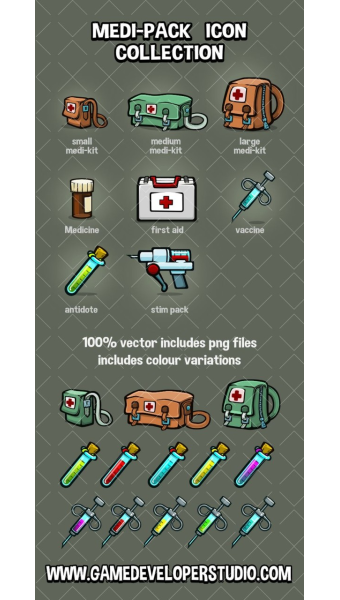 MEDI-PACK ICON
COLLECTION
small
medi-kit
medium
medi-kit
large
medi-kit
Medicine
first aid
vaccine
antidote
stim pack
100% vector includes png files
includes colour variations
WWW.GAMEDEVELOPERSTUDIO.COM